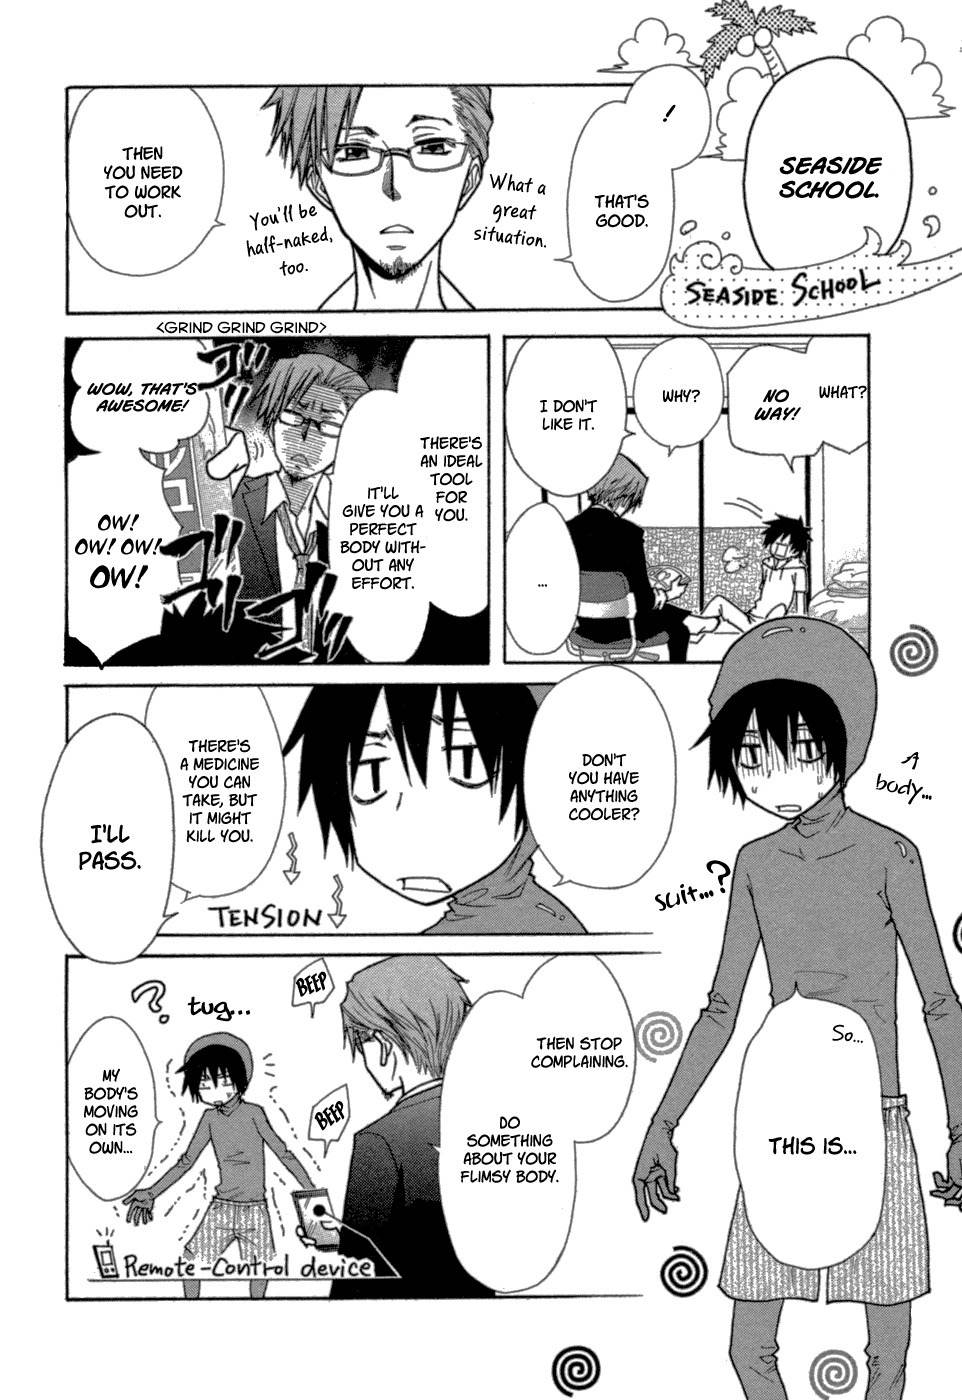 SEASIDE
SCHOOL.
SEASIDE SCHOOL
!
THAT'S
GOOD.
What a
great
situation.
You'll be
half-naked,
too.
THEN
YOU NEED
TO WORK
OUT.
WHAT?
NO
WAY!
WHY?
I DON'T
LIKE IT.
...
<GRIND GRIND GRIND>
THERE'S
AN IDEAL
TOOL
FOR
YOU.
IT'LL
GIVE YOU A
PERFECT
BODY WITH-
OUT ANY
EFFORT.
WOW, THAT'S
AWESOME!
OW!
OW! OW!
OW!
A
body...
suit...?
So...
THIS IS...
DON'T
YOU HAVE
ANYTHING
COOLER?
THERE'S
A MEDICINE
YOU CAN
TAKE, BUT
IT MIGHT
KILL YOU.
TENSION
I'LL
PASS.
THEN STOP
COMPLAINING.
DO
SOMETHING
ABOUT YOUR
FLIMSY BODY.
BEEP
BEEP
?
tug...
MY
BODY'S
MOVING
ON ITS
OWN...
Remote-Control device